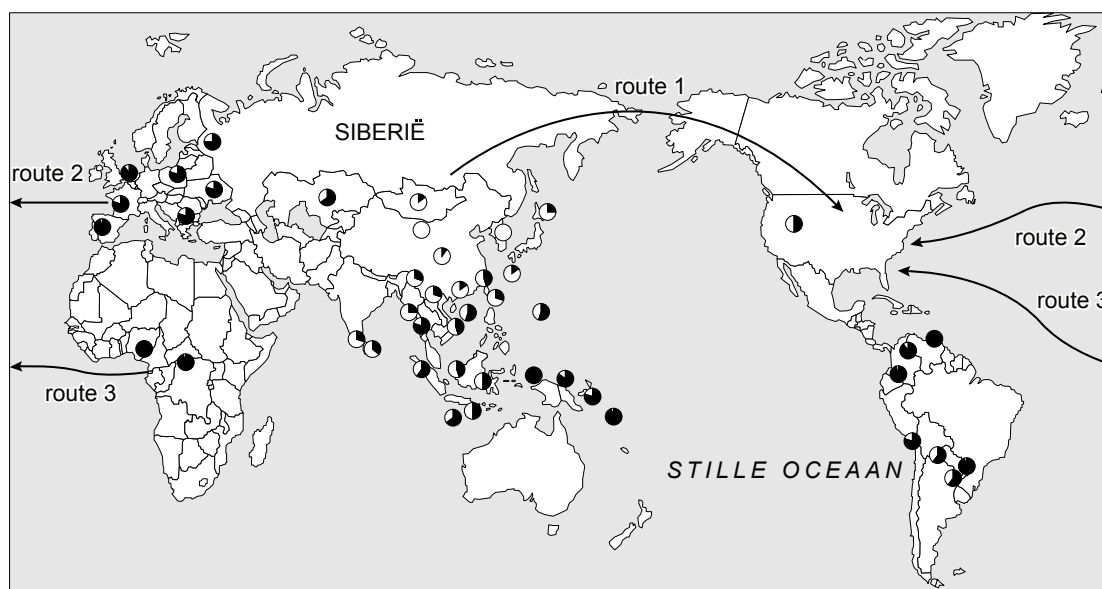 route 1
SIBERIË
route 2
route 2
route 3
route 3
STILLE OCEAAN